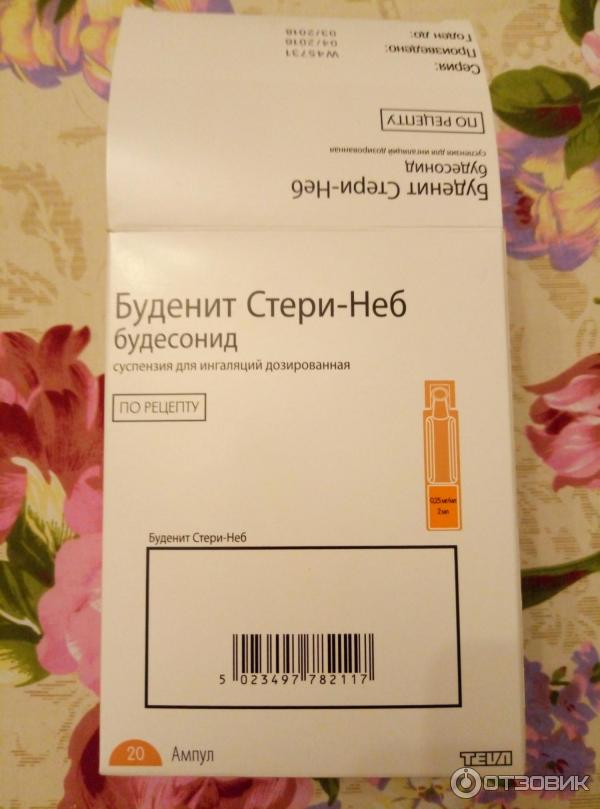 Серия:
Произведено:
Годен до:
W45731
04/2016
03/2018
ПО РЕЦЕПТУ
Буденит Стери-Неб
будесонид
суспензия для ингаляций дозированная
Буденит Стери-Неб
будесонид
суспензия для ингаляций дозированная
ПО РЕЦЕПТУ
0,25 мг/мл
2 мл
Буденит Стери-Неб
5 023497 782117
20 Ампул
TEVA
ОТЗОВИК